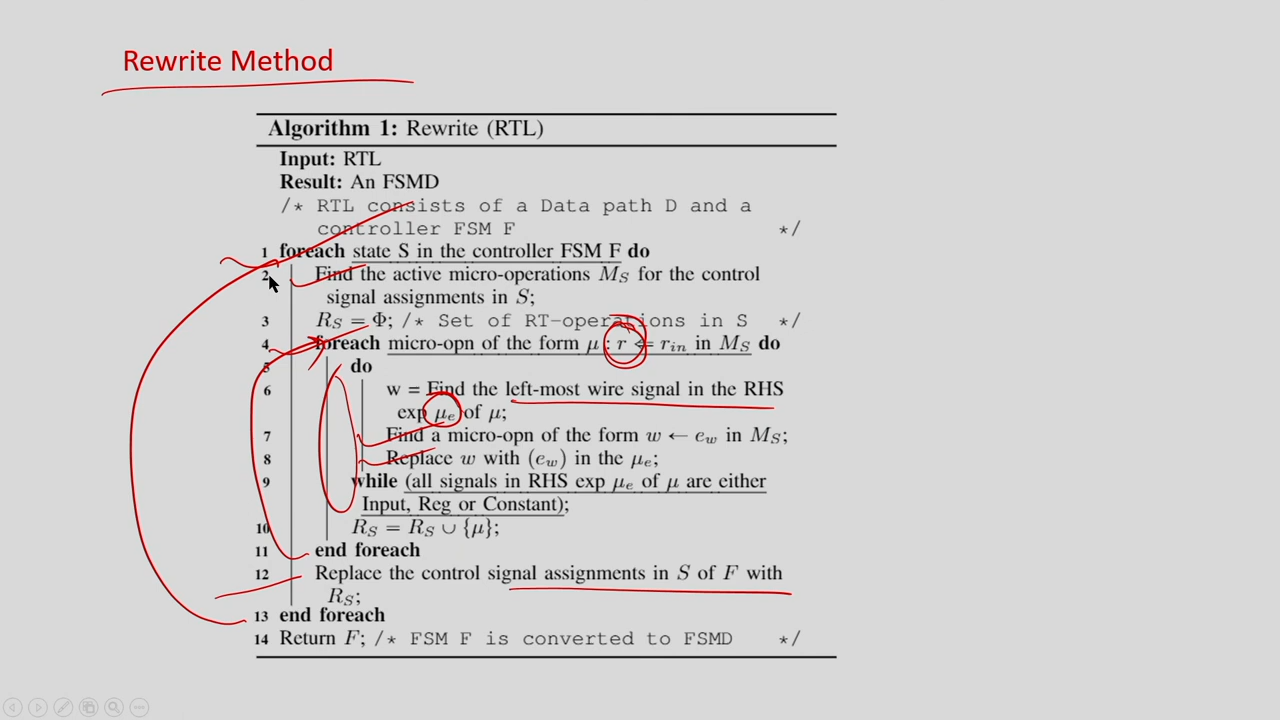 Rewrite Method
Algorithm 1: Rewrite (RTL)
Input: RTL
Result: An FSMD
/* RTL consists of a Data path D and a
controller FSM F */
1 foreach state S in the controller FSM F do
2 Find the active micro-operations M_S for the control
signal assignments in S;
3 R_S = Φ; /* Set of RT-operations in S */
4 foreach micro-opn of the form μ : r ⇐ r_in in M_S do
5 do
6 w = Find the left-most wire signal in the RHS
exp μ_e of μ;
7 Find a micro-opn of the form w ← e_w in M_S;
8 Replace w with (e_w) in the μ_e;
9 while (all signals in RHS exp μ_e of μ are either
Input, Reg or Constant);
10 R_S = R_S ∪ {μ};
11 end foreach
12 Replace the control signal assignments in S of F with
R_S;
13 end foreach
14 Return F; /* FSM F is converted to FSMD */